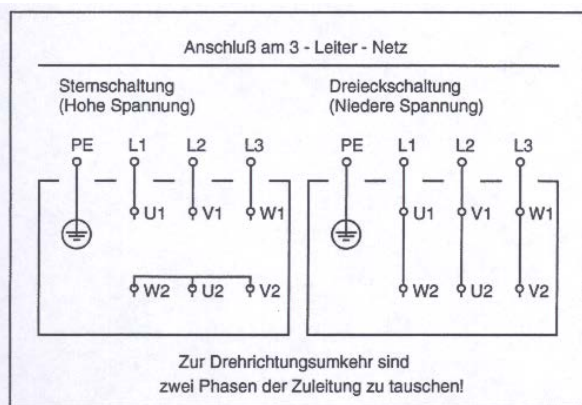 Anschluß am 3 - Leiter - Netz
Sternschaltung
(Hohe Spannung)
PE L1 L2 L3
U1 V1 W1
W2 U2 V2
Dreieckschaltung
(Niedere Spannung)
PE L1 L2 L3
U1 V1 W1
W2 U2 V2
Zur Drehrichtungsumkehr sind
zwei Phasen der Zuleitung zu tauschen!